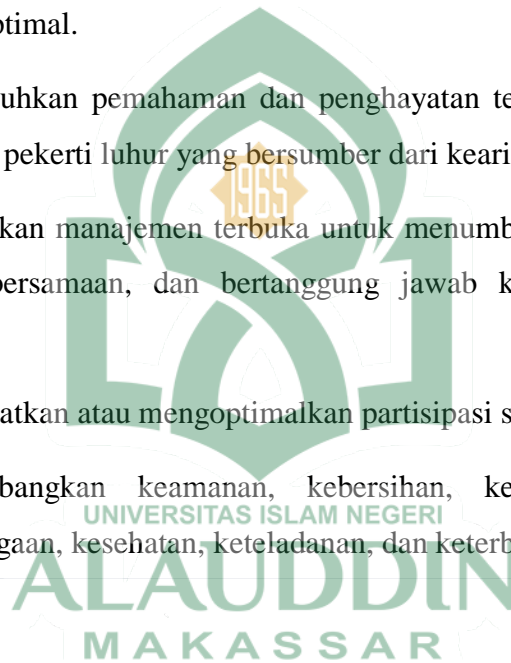 ptimal.
uhkan pemahaman dan penghayatan te
pekerti luhur yang bersumber dari keari
1965
kan manajemen terbuka untuk menumb
bersamaan, dan bertanggung jawab k
atkan atau mengoptimalkan partisipasi s
bangkan keamanan, kebersihan, ke
UNIVERSITAS ISLAM NEGERI
gaan, kesehatan, keteladanan, dan keterb
ALAUDDIN
MAKASSAR